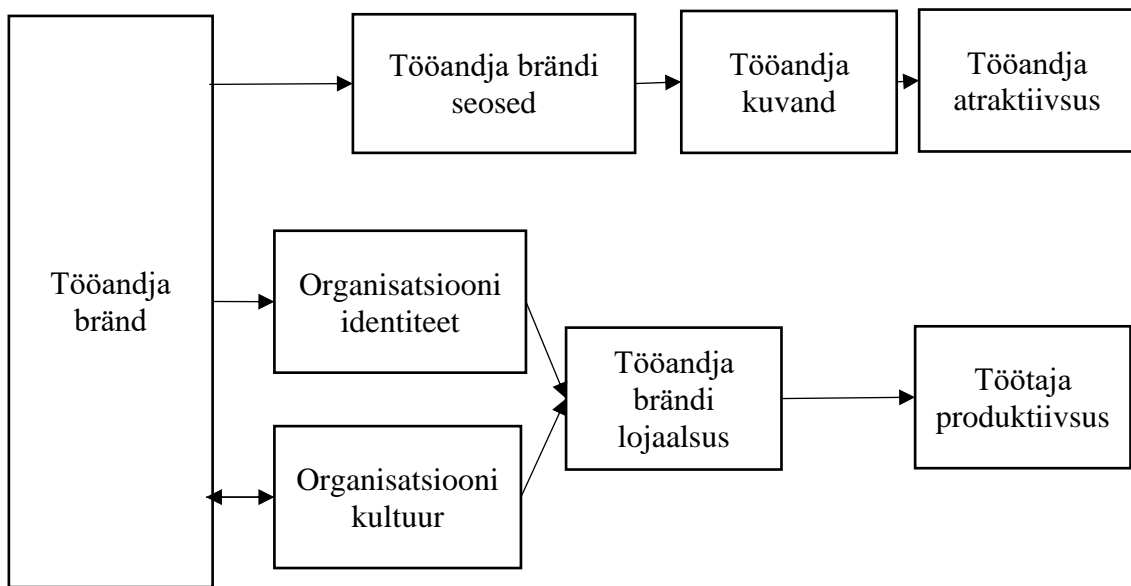 Tööandja brändi
seosed
Tööandja
kuvand
Tööandja
atraktiivsus
Tööandja
bränd
Organisatsiooni
identiteet
Tööandja
brändi
lojaalsus
Töötaja
produktiivsus
Organisatsiooni
kultuur